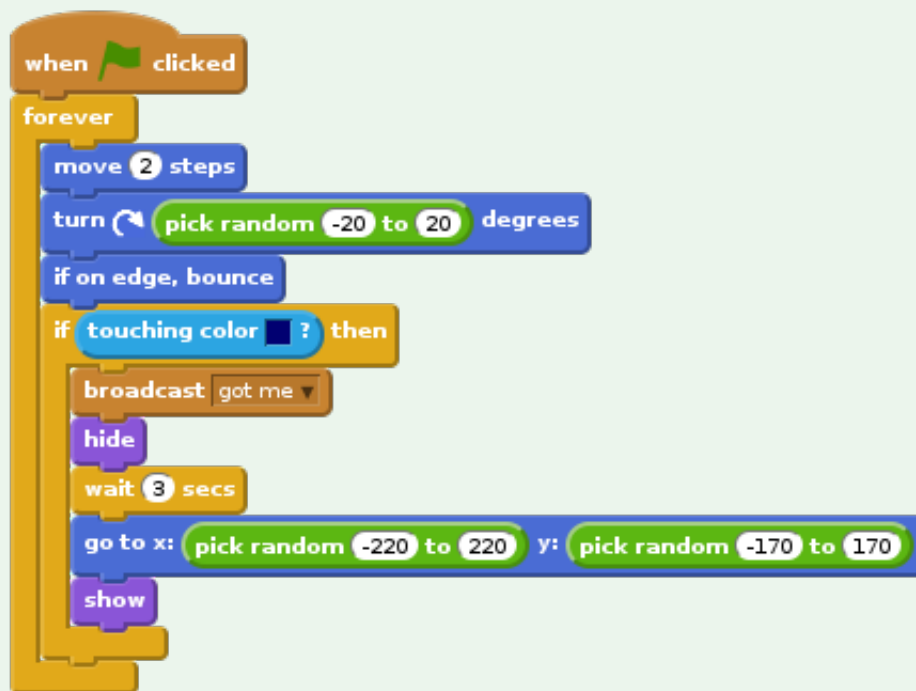 when clicked
forever
move 2 steps
turn pick random -20 to 20 degrees
if on edge, bounce
if touching color ? then
broadcast got me
hide
wait 3 secs
go to x: pick random -220 to 220 y: pick random -170 to 170
show